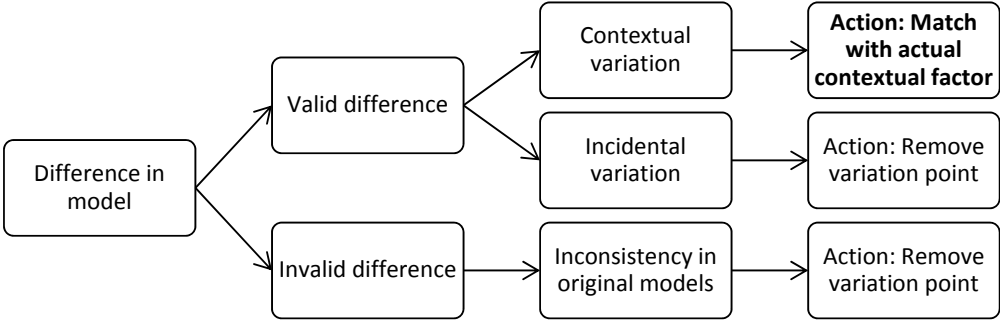 Difference in
model
Valid difference
Invalid difference
Contextual
variation
Incidental
variation
Inconsistency in
original models
Action: Match
with actual
contextual factor
Action: Remove
variation point
Action: Remove
variation point